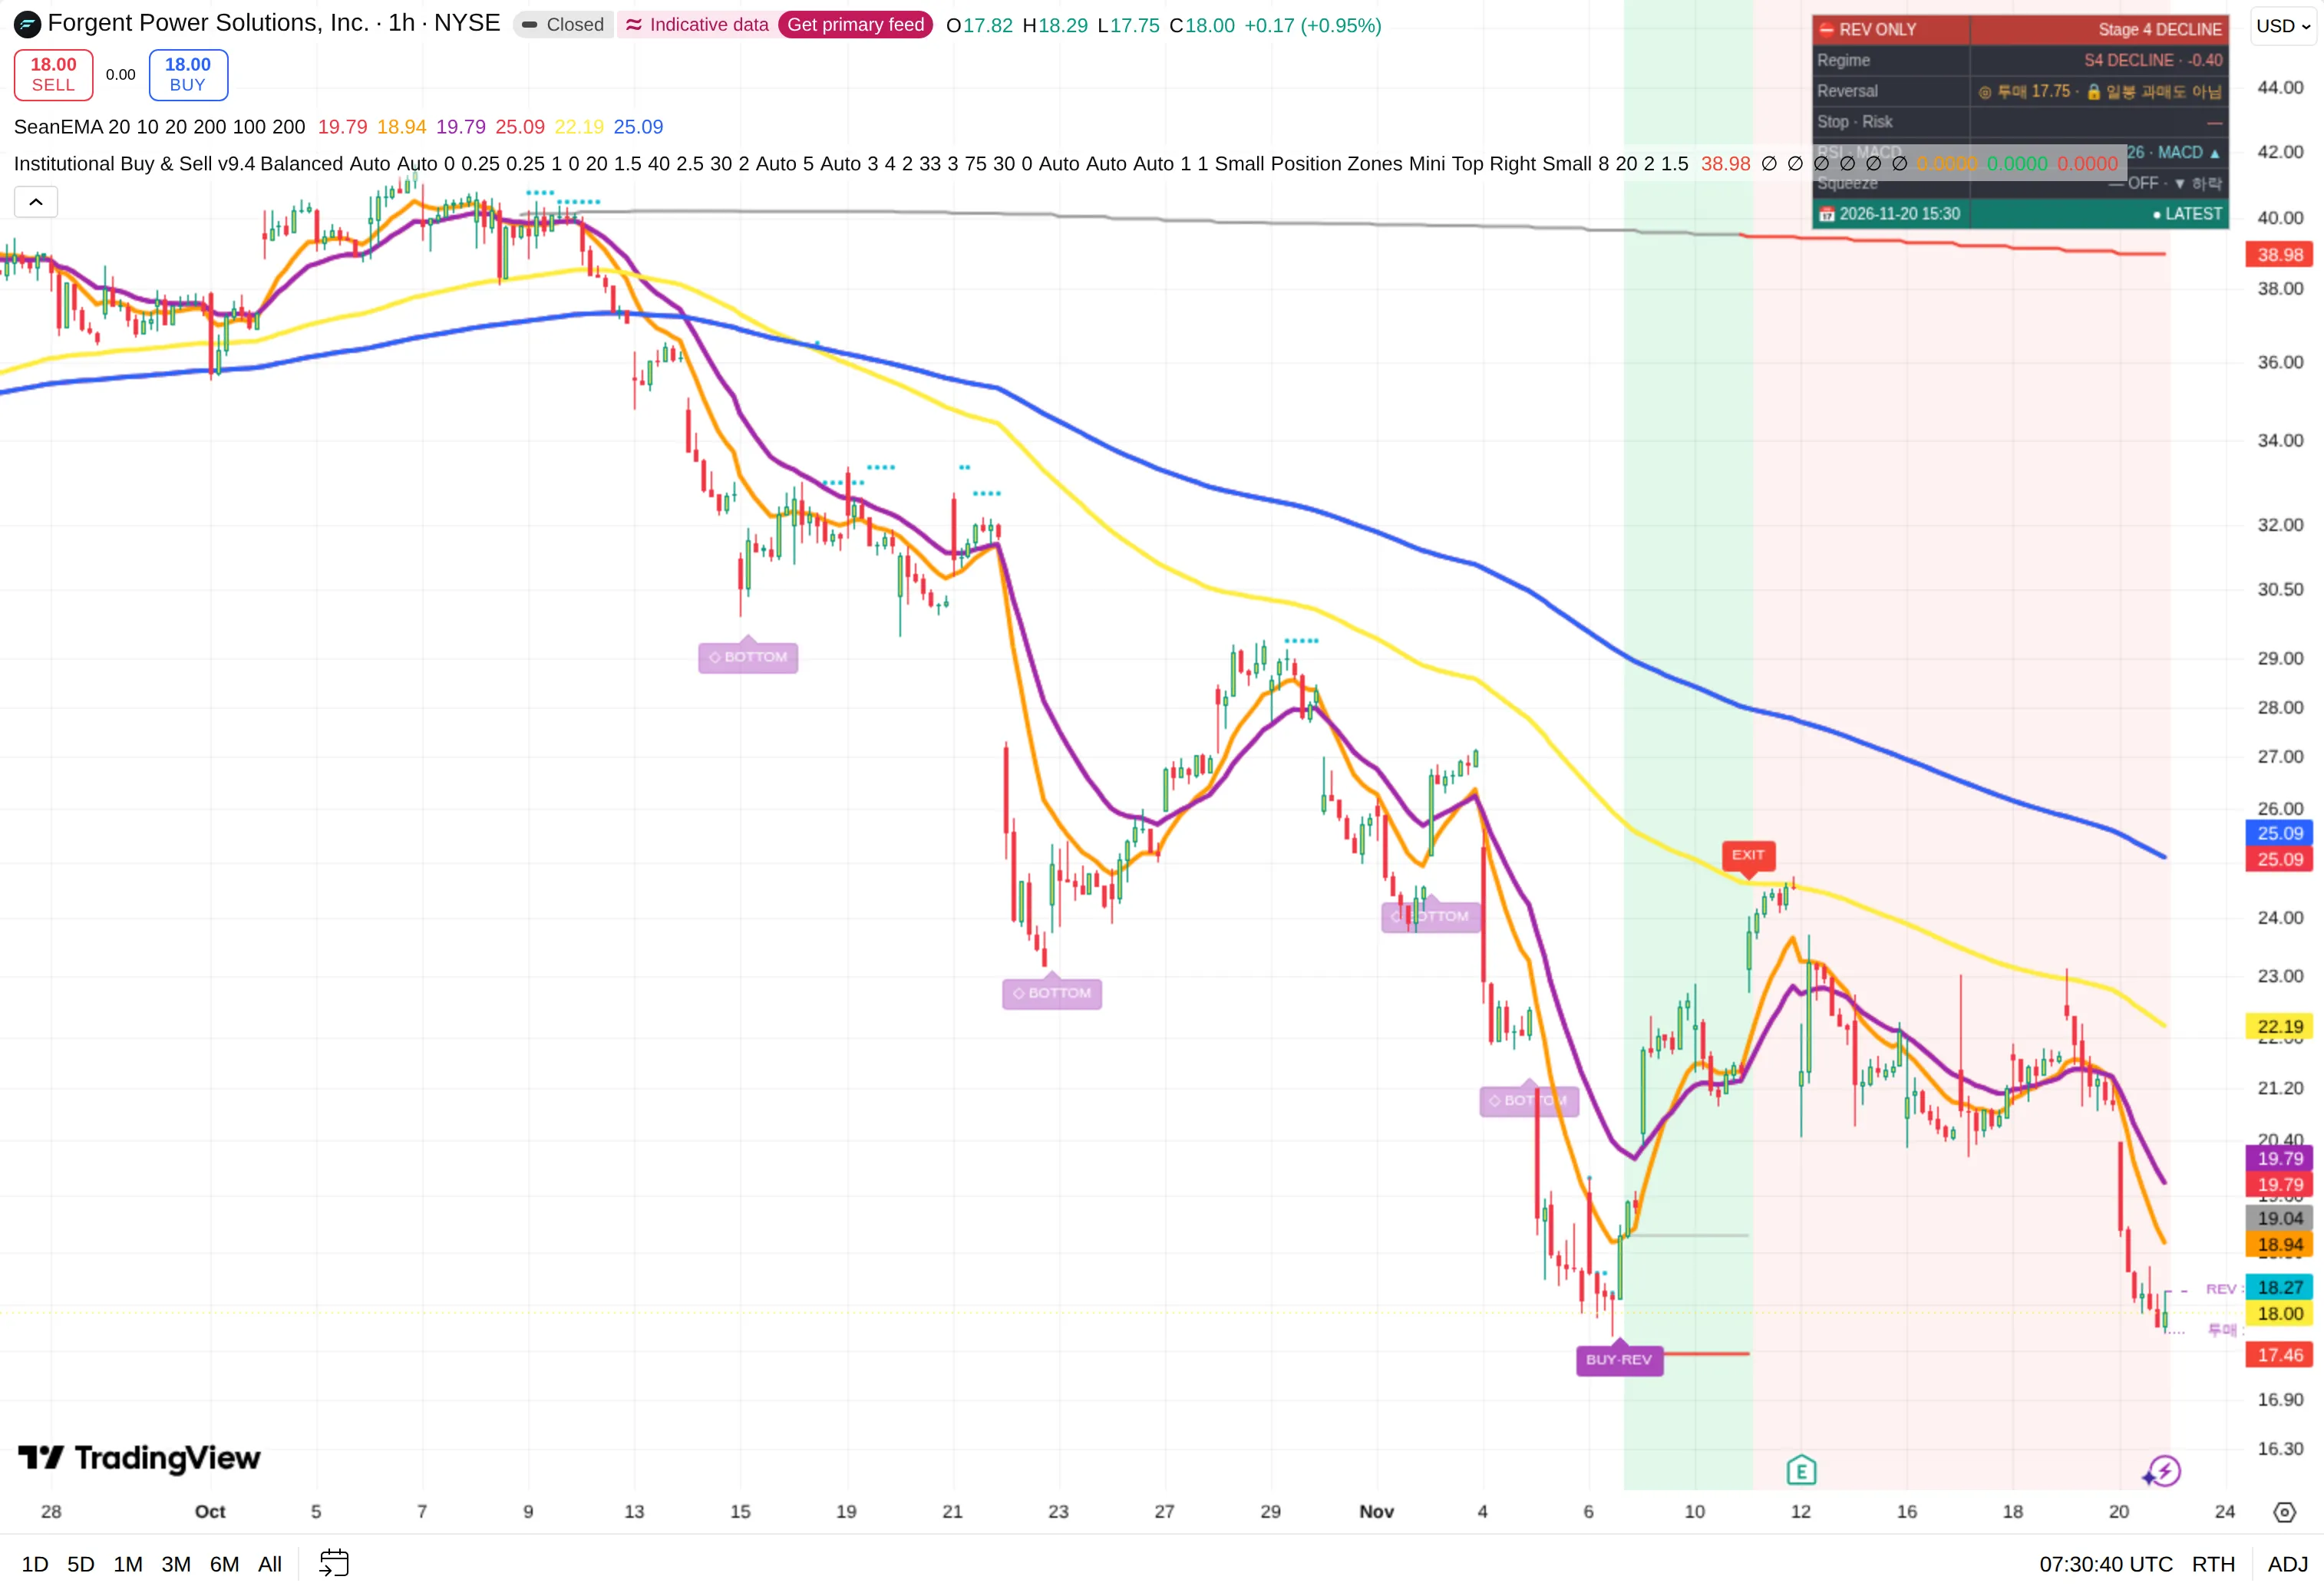 Forgent Power Solutions, Inc. · 1h · NYSE Closed Indicative data Get primary feed O17.82 H18.29 L17.75 C18.00 +0.17 (+0.95%)
18.00 SELL 0.00 18.00 BUY
SeanEMA 20 10 20 200 100 200 19.79 18.94 19.79 25.09 22.19 25.09
Institutional Buy & Sell v9.4 Balanced Auto Auto 0 0.25 0.25 1 0 20 1.5 40 2.5 30 2 Auto 5 Auto 3 4 2 33 3 75 30 0 Auto Auto Auto 1 1 Small Position Zones Mini Top Right Small 8 20 2 1.5 38.98 ∅ ∅ ∅ ∅ ∅ ∅ 0.0000 0.0000 0.0000
REV ONLY Stage 4 DECLINE
Regime S4 DECLINE · -0.40
Reversal ◎ 투매 17.75 · 🔒 일봉 과매도 아님
Stop · Risk —
RSI · MACD 26 · MACD ▲
Squeeze — OFF · ▼ 하락
2026-11-20 15:30 ● LATEST
USD
44.00
42.00
40.00
38.98
38.00
36.00
34.00
32.00
30.50
29.00
28.00
27.00
26.00
25.09
25.09
24.00
23.00
22.19
22.00
21.20
20.40
19.79
19.79
19.04
18.94
18.27
18.00
17.46
16.90
16.30
◇ BOTTOM
◇ BOTTOM
◇ BOTTOM
◇ BOTTOM
EXIT
BUY-REV
REV :
투매 :
E
TradingView
28 Oct 5 7 9 13 15 19 21 23 27 29 Nov 4 6 10 12 16 18 20 24
1D 5D 1M 3M 6M All 07:30:40 UTC RTH ADJ